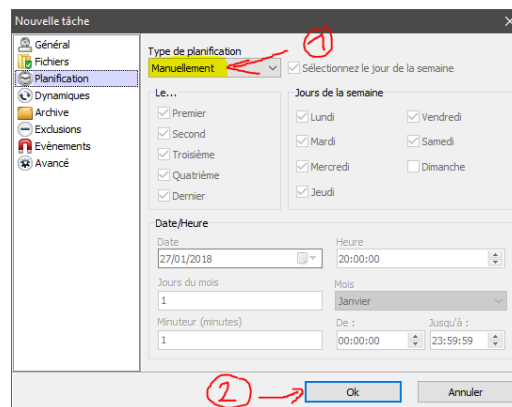 Nouvelle tâche
Général
Fichiers
Planification
Dynamiques
Archive
Exclusions
Evènements
Avancé
Type de planification
1
Manuellement
Sélectionnez le jour de la semaine
Le...
Premier
Second
Troisième
Quatrième
Dernier
Jours de la semaine
Lundi
Vendredi
Mardi
Samedi
Mercredi
Dimanche
Jeudi
Date/Heure
Date
Heure
27/01/2018
20:00:00
Jours du mois
Mois
1
Janvier
Minuteur (minutes)
De :
Jusqu'à :
1
00:00:00
23:59:59
2
Ok
Annuler